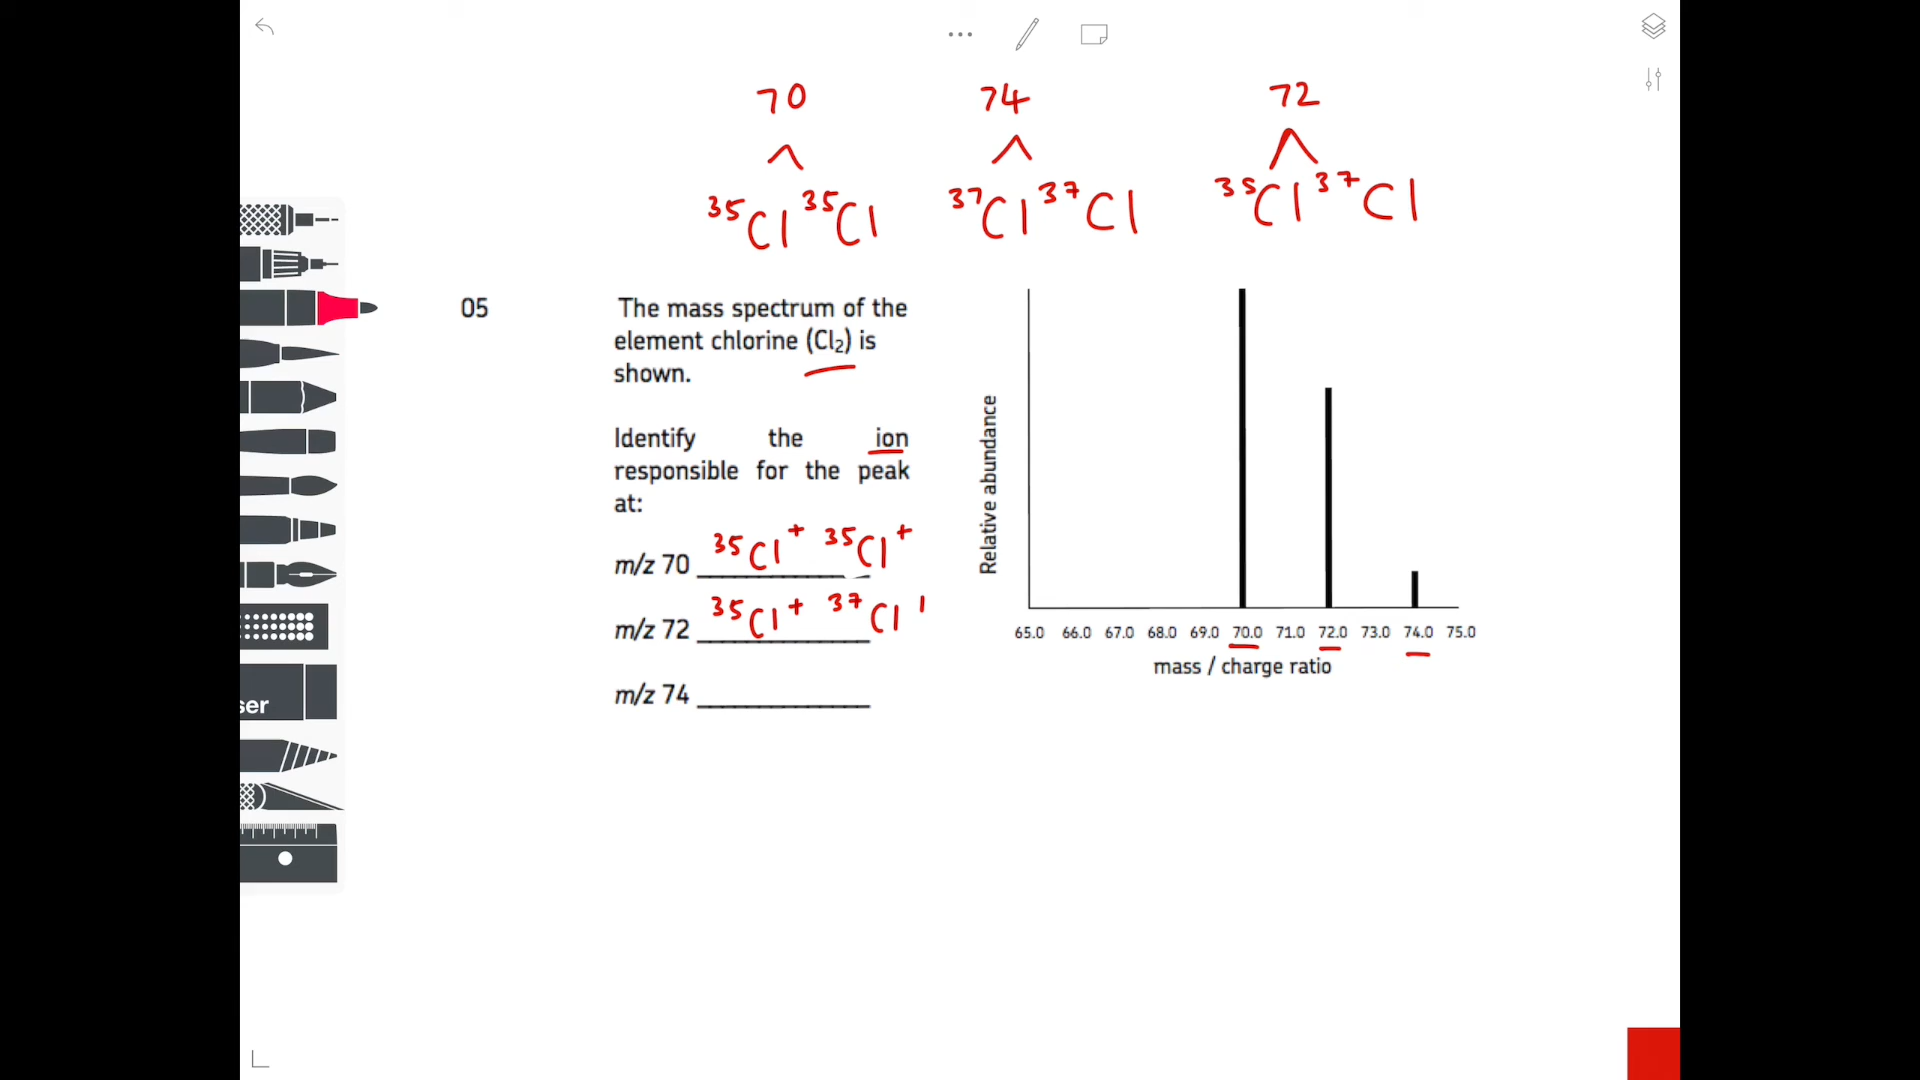 70 74 72
³⁵Cl ³⁵Cl ³⁷Cl ³⁷Cl ³⁵Cl ³⁷Cl
05
The mass spectrum of the
element chlorine (Cl₂) is
shown.
Identify the ion
responsible for the peak
at:
m/z 70 ³⁵Cl⁺ ³⁵Cl⁺
m/z 72 ³⁵Cl⁺ ³⁷Cl
m/z 74
Relative abundance
65.0 66.0 67.0 68.0 69.0 70.0 71.0 72.0 73.0 74.0 75.0
mass / charge ratio
ser